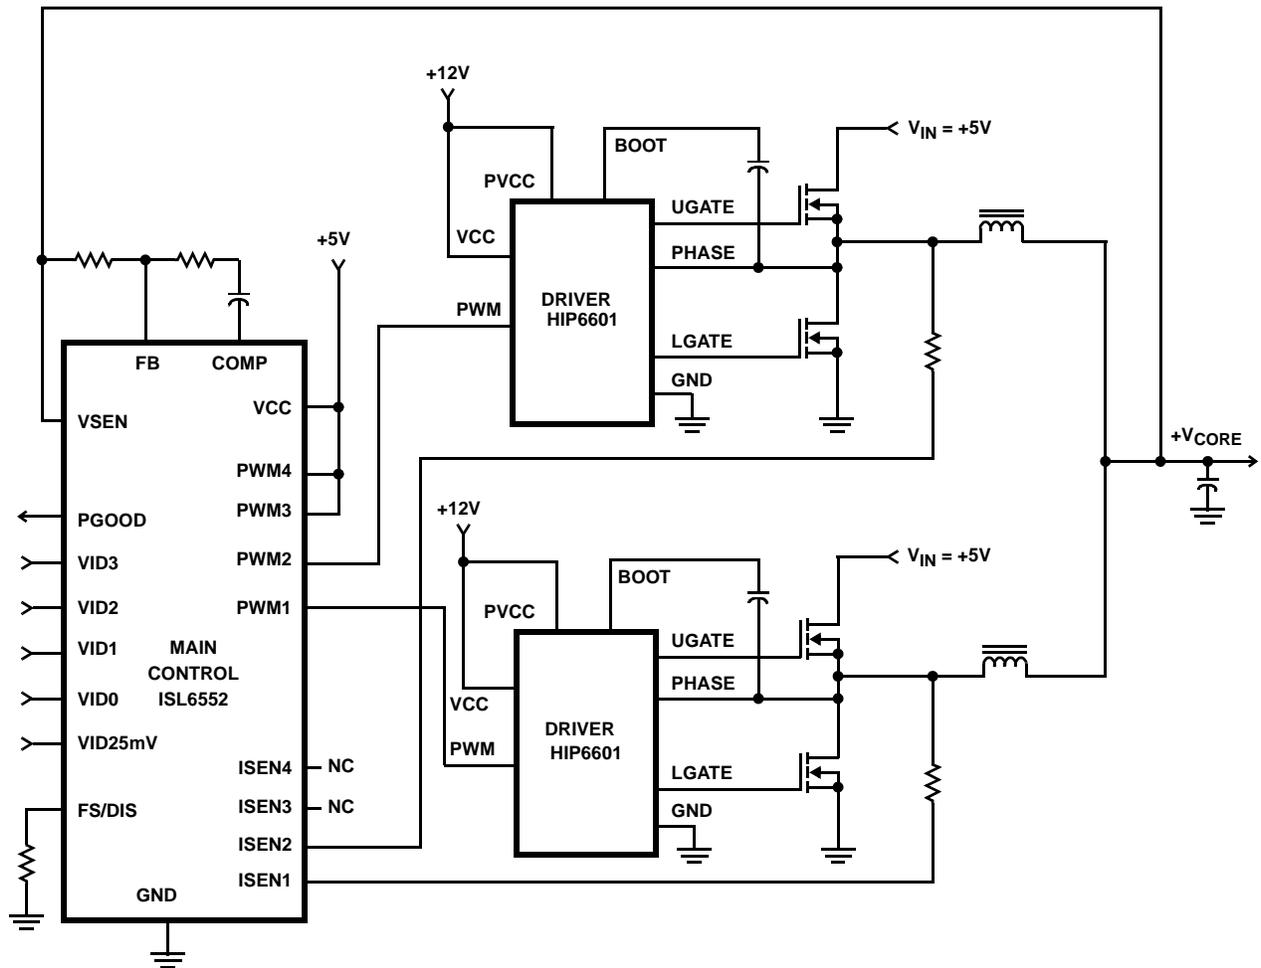 +12V
VIN = +5V
BOOT
PVCC
UGATE
VCC
+5V
PHASE
DRIVER
HIP6601
PWM
LGATE
FB
COMP
GND
VCC
VSEN
+VCORE
PWM4
PWM3
+12V
PGOOD
PWM2
VIN = +5V
VID3
BOOT
VID2
PWM1
PVCC
UGATE
VID1
MAIN
CONTROL
ISL6552
PHASE
VID0
VCC
DRIVER
HIP6601
VID25mV
PWM
ISEN4
NC
LGATE
ISEN3
NC
FS/DIS
GND
ISEN2
ISEN1
GND